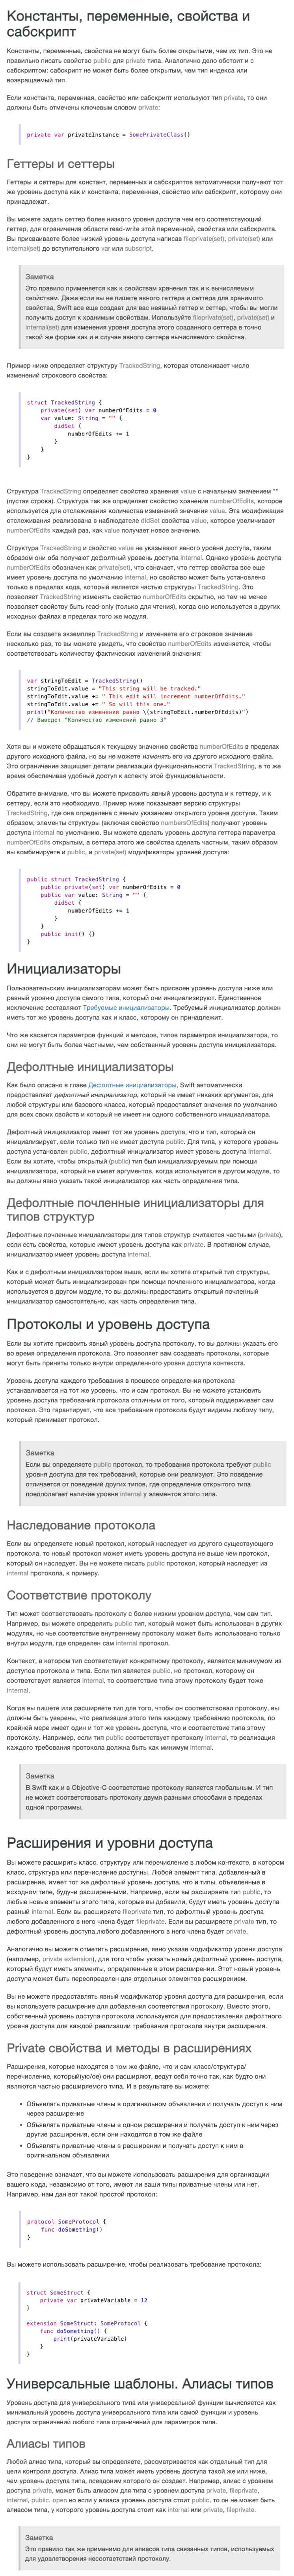 Константы, переменные, свойства и
сабскрипт
Константы, переменные, свойства не могут быть более открытыми, чем их тип. Это не
правильно писать свойство public для private типа. Аналогично дело обстоит и с
сабскриптом: сабскрипт не может быть более открытым, чем тип индекса или
возвращаемый тип.
Если константа, переменная, свойство или сабскрипт используют тип private, то они
должны быть отмечены ключевым словом private:
private var privateInstance = SomePrivateClass()
Геттеры и сеттеры
Геттеры и сеттеры для констант, переменных и сабскриптов автоматически получают тот
же уровень доступа как и константа, переменная, свойство или сабскрипт, которому они
принадлежат.
Вы можете задать сеттер более низкого уровня доступа чем его соответствующий
геттер, для ограничения области read-write этой переменной, свойства или сабскрипта.
Вы присваиваете более низкий уровень доступа написав fileprivate(set), private(set) или
internal(set) до вступительного var или subscript.
Заметка
Это правило применяется как к свойствам хранения так и к вычисляемым
свойствам. Даже если вы не пишете явного геттера и сеттера для хранимого
свойства, Swift все еще создает для вас неявный геттер и сеттер, чтобы вы могли
получить доступ к хранимым свойствам. Используйте fileprivate(set), private(set) и
internal(set) для изменения уровня доступа этого созданного сеттера в точно
такой же форме как и в случае явного сеттера вычисляемого свойства.
Пример ниже определяет структуру TrackedString, которая отслеживает число
изменений строкового свойства:
struct TrackedString {
private(set) var numberOfEdits = 0
var value: String = "" {
didSet {
numberOfEdits += 1
}
}
}
Структура TrackedString определяет свойство хранения value с начальным значением ""
(пустая строка). Структура так же определяет свойство хранения numberOfEdits, которое
используется для отслеживания количества изменений значения value. Эта модификация
отслеживания реализована в наблюдателе didSet свойства value, которое увеличивает
numberOfEdits каждый раз, как value получает новое значение.
Структура TrackedString и свойство value не указывают явного уровня доступа, таким
образом они оба получают дефолтный уровень доступа internal. Однако уровень доступа
numberOfEdits обозначен как private(set), что означает, что геттер свойства все еще
имеет уровень доступа по умолчанию internal, но свойство может быть установлено
только в пределах кода, который является частью структуры TrackedString. Это
позволяет TrackedString изменять свойство numberOfEdits скрытно, но тем не менее
позволяет свойству быть read-only (только для чтения), когда оно используется в других
исходных файлах в пределах того же модуля.
Если вы создаете экземпляр TrackedString и изменяете его строковое значение
несколько раз, то вы можете увидеть, что свойство numberOfEdits изменяется, чтобы
соответствовать количеству фактических изменений значения:
var stringToEdit = TrackedString()
stringToEdit.value = "This string will be tracked."
stringToEdit.value += " This edit will increment numberOfEdits."
stringToEdit.value += " So will this one."
print("Количество изменений равно \(stringToEdit.numberOfEdits)")
// Выведет "Количество изменений равно 3"
Хотя вы и можете обращаться к текущему значению свойства numberOfEdits в пределах
другого исходного файла, но вы не можете изменять его из другого исходного файла.
Это ограничение защищает детали реализации функциональности TrackedString, в то же
время обеспечивая удобный доступ к аспекту этой функциональности.
Обратите внимание, что вы можете присвоить явный уровень доступа и к геттеру, и к
сеттеру, если это необходимо. Пример ниже показывает версию структуры
TrackedString, где она определена с явным указанием открытого уровня доступа. Таким
образом, элементы структуры (включая свойство numbersOfEdits) получают уровень
доступа internal по умолчанию. Вы можете сделать уровень доступа геттера параметра
numberOfEdits открытым, а сеттера этого же свойства сделать частным, таким образом
вы комбинируете и public, и private(set) модификаторы уровней доступа:
public struct TrackedString {
public private(set) var numberOfEdits = 0
public var value: String = "" {
didSet {
numberOfEdits += 1
}
}
public init() {}
}
Инициализаторы
Пользовательским инициализаторам может быть присвоен уровень доступа ниже или
равный уровню доступа самого типа, который они инициализируют. Единственное
исключение составляют Требуемые инициализаторы. Требуемый инициализатор должен
иметь тот же уровень доступа как и класс, которому он принадлежит.
Что же касается параметров функций и методов, типов параметров инициализатора, то
они не могут быть более частными, чем собственный уровень доступа инициализатора.
Дефолтные инициализаторы
Как было описано в главе Дефолтные инициализаторы, Swift автоматически
предоставляет дефолтный инициализатор, который не имеет никаких аргументов, для
любой структуры или базового класса, который предоставляет значения по умолчанию
для всех своих свойств и который не имеет ни одного собственного инициализатора.
Дефолтный инициализатор имеет тот же уровень доступа, что и тип, который он
инициализирует, если только тип не имеет доступа public. Для типа, у которого уровень
доступа установлен public, дефолтный инициализатор имеет уровень доступа internal.
Если вы хотите, чтобы открытый (public) тип был инициализируемым при помощи
инициализатора, который не имеет аргументов, когда используется в другом модуле, то
вы должны явно указать такой инициализатор как часть определения типа.
Дефолтные почленные инициализаторы для
типов структур
Дефолтные почленные инициализаторы для типов структур считаются частными (private),
если есть свойства, которые имеют уровень доступа как private. В противном случае,
инициализатор имеет уровень доступа internal.
Как и с дефолтным инициализатором выше, если вы хотите открытый тип структуры,
который может быть инициализирован при помощи почленного инициализатора, когда
используется в другом модуле, то вы должны предоставить открытый почленный
инициализатор самостоятельно, как часть определения типа.
Протоколы и уровень доступа
Если вы хотите присвоить явный уровень доступа протоколу, то вы должны указать его
во время определения протокола. Это позволяет вам создавать протоколы, которые
могут быть приняты только внутри определенного уровня доступа контекста.
Уровень доступа каждого требования в процессе определения протокола
устанавливается на тот же уровень, что и сам протокол. Вы не можете установить
уровень доступа требований протокола отличным от того, который поддерживает сам
протокол. Это гарантирует, что все требования протокола будут видимы любому типу,
который принимает протокол.
Заметка
Если вы определяете public протокол, то требования протокола требуют public
уровня доступа для тех требований, которые они реализуют. Это поведение
отличается от поведений других типов, где определение открытого типа
предполагает наличие уровня internal у элементов этого типа.
Наследование протокола
Если вы определяете новый протокол, который наследует из другого существующего
протокола, то новый протокол может иметь уровень доступа не выше чем протокол,
который он наследует. Вы не можете писать public протокол, который наследует из
internal протокола, к примеру.
Соответствие протоколу
Тип может соответствовать протоколу с более низким уровнем доступа, чем сам тип.
Например, вы можете определить public тип, который может быть использован в других
модулях, но чье соответствие внутреннему протоколу может быть использовано только
внутри модуля, где определен сам internal протокол.
Контекст, в котором тип соответствует конкретному протоколу, является минимумом из
доступов протокола и типа. Если тип является public, но протокол, которому он
соответствует является internal, то соответствие типа этому протоколу будет тоже
internal.
Когда вы пишете или расширяете тип для того, чтобы он соответствовал протоколу, вы
должны быть уверены, что реализация этого типа каждому требованию протокола, по
крайней мере имеет один и тот же уровень доступа, что и соответствие типа этому
протоколу. Например, если тип public соответствует протоколу internal, то реализация
каждого требования протокола должна быть как минимум internal.
Заметка
В Swift как и в Objective-C соответствие протоколу является глобальным. И тип
не может соответствовать протоколу двумя разными способами в пределах
одной программы.
Расширения и уровни доступа
Вы можете расширять класс, структуру или перечисление в любом контексте, в котором
класс, структура или перечисление доступны. Любой элемент типа, добавленный в
расширение, имеет тот же дефолтный уровень доступа, что и типы, объявленные в
исходном типе, будучи расширенными. Например, если вы расширяете тип public, то
любые новые элементы этого типа, которые вы добавили, будут иметь уровень доступа
равный internal. Если вы расширяете fileprivate тип, то дефолтный уровень доступа
любого добавленного в него члена будет fileprivate. Если вы расширяете private тип, то
дефолтный уровень доступа любого добавленного в него члена будет private.
Аналогично вы можете отметить расширение, явно указав модификатор уровня доступа
(например, private extension), для того чтобы указать новый дефолтный уровень доступа,
который будут иметь элементы, определенные в этом расширении. Этот новый уровень
доступа может быть переопределен для отдельных элементов расширением.
Вы не можете предоставлять явный модификатор уровня доступа для расширения, если
вы используете расширение для добавления соответствия протоколу. Вместо этого,
собственный уровень доступа протокола используется для предоставления дефолтного
уровня доступа для каждой реализации требования протокола внутри расширения.
Private свойства и методы в расширениях
Расширения, которые находятся в том же файле, что и сам класс/структура/
перечисление, который(ую/ое) они расширяют, ведут себя точно так, как будто они
являются частью расширяемого типа. И в результате вы можете:
• Объявлять приватные члены в оригинальном объявлении и получать доступ к ним
через расширение
• Объявлять приватные члены в одном расширении и получать доступ к ним через
другие расширения, если они находятся в том же файле
• Объявлять приватные члены в расширении и получать доступ к ним в
оригинальном объявлении
Это поведение означает, что вы можете использовать расширения для организации
вашего кода, независимо от того, имеют ли ваши типы приватные члены или нет.
Например, нам дан вот такой простой протокол:
protocol SomeProtocol {
func doSomething()
}
Вы можете использовать расширение, чтобы реализовать требование протокола:
struct SomeStruct {
private var privateVariable = 12
}
extension SomeStruct: SomeProtocol {
func doSomething() {
print(privateVariable)
}
}
Универсальные шаблоны. Алиасы типов
Уровень доступа для универсального типа или универсальной функции вычисляется как
минимальный уровень доступа универсального типа или самой функции и уровень
доступа ограничений любого типа ограничений для параметров типа.
Алиасы типов
Любой алиас типа, который вы определяете, рассматривается как отдельный тип для
цели контроля доступа. Алиас типа может иметь уровень доступа такой же или ниже,
чем уровень доступа типа, псевдоним которого он создает. Например, алиас с уровнем
доступа private, может быть алиасом для типа с уровнем доступа private, fileprivate,
internal, public, open но если у алиаса уровень доступа стоит public, то он не может быть
алиасом типа, у которого уровень доступа стоит как internal или private, fileprivate.
Заметка
Это правило так же применимо для алиасов типа связанных типов, используемых
для удовлетворения несоответствий протоколу.